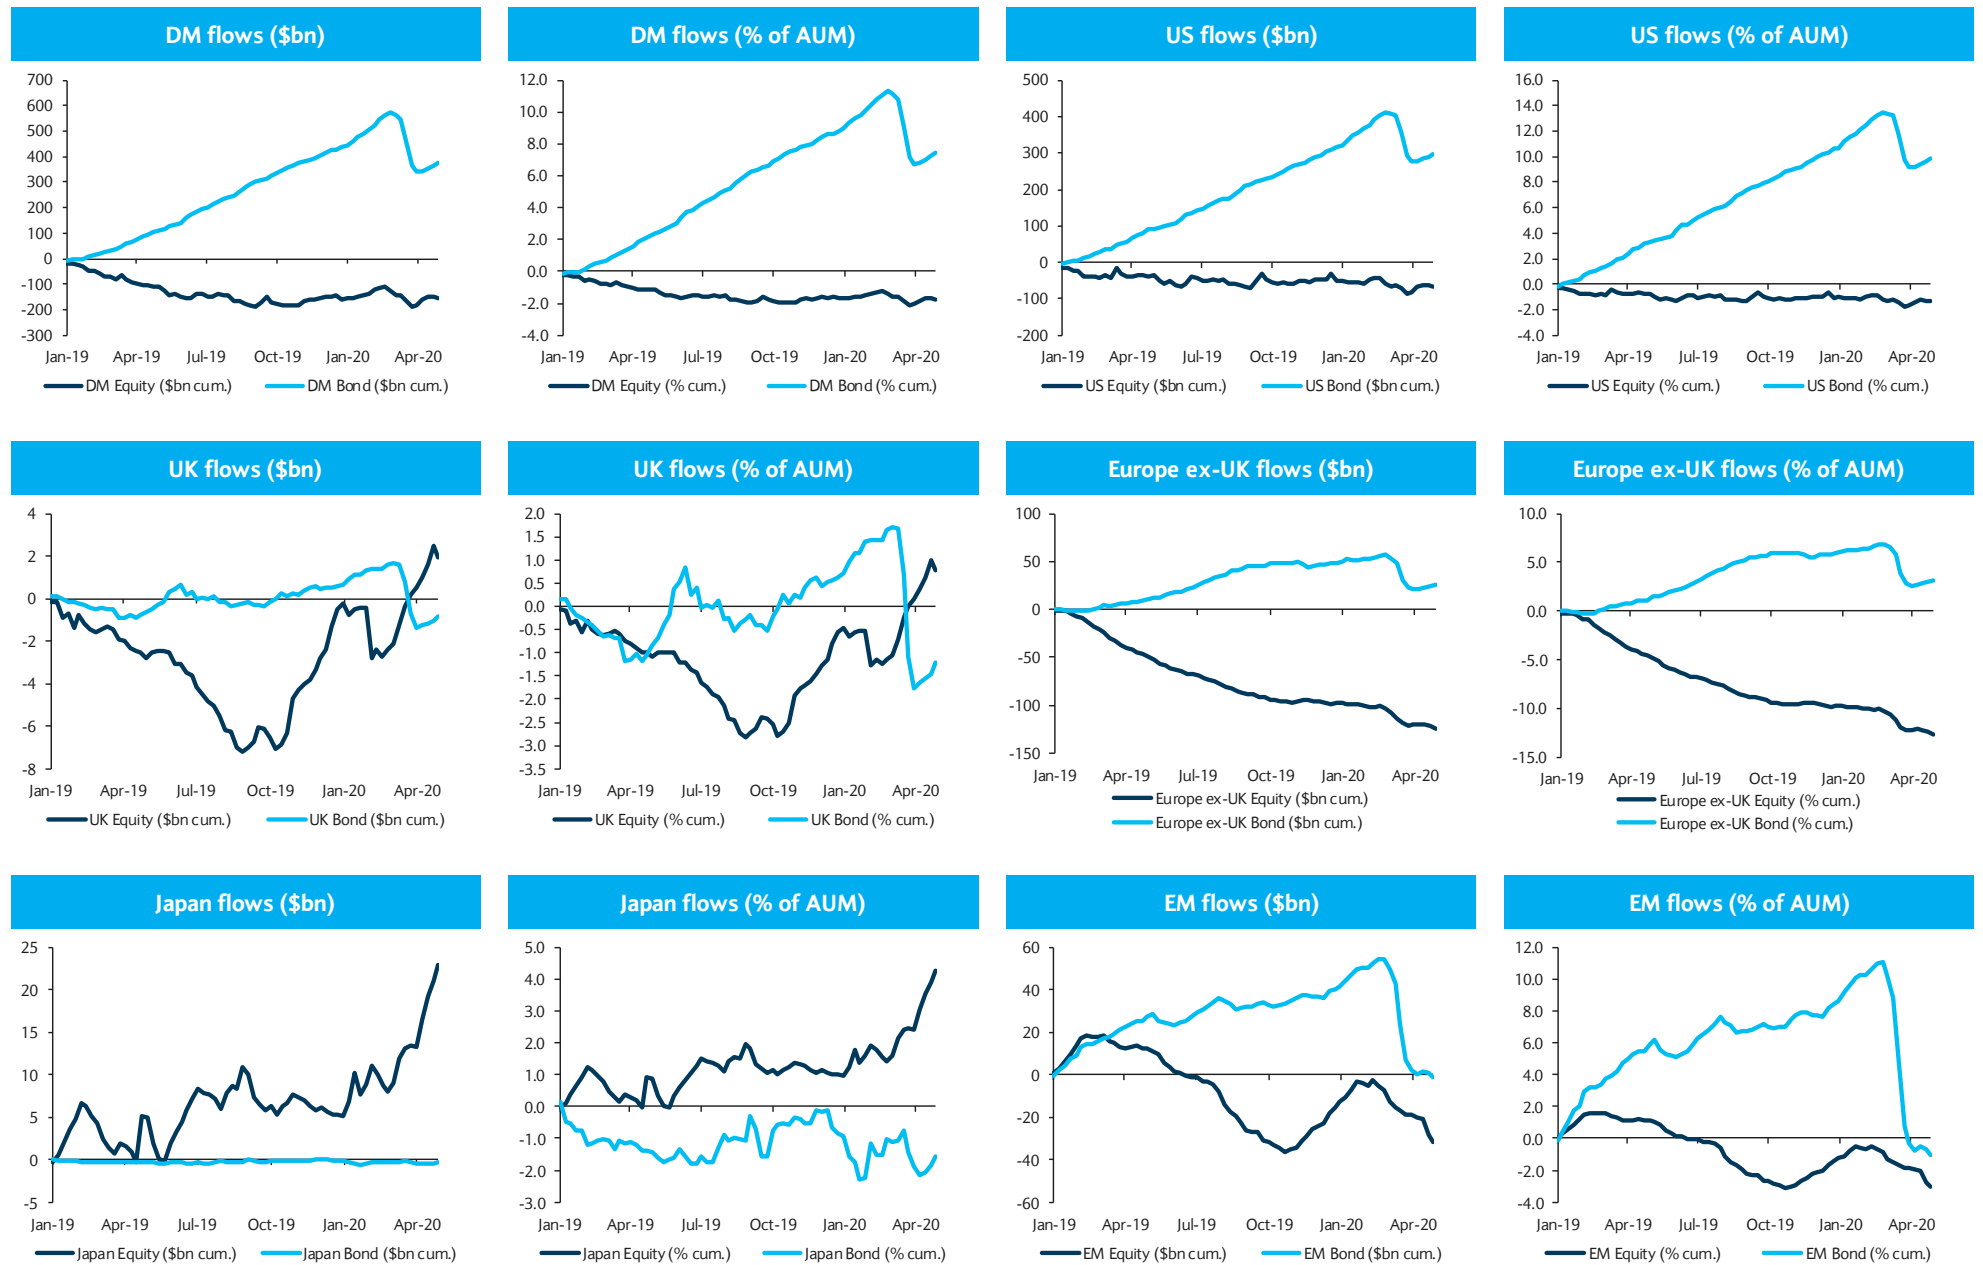 DM flows ($bn)
DM flows (% of AUM)
US flows ($bn)
US flows (% of AUM)
700
600
500
400
300
200
100
0
-100
-200
-300
Jan-19 Apr-19 Jul-19 Oct-19 Jan-20 Apr-20
DM Equity ($bn cum.) DM Bond ($bn cum.)
12.0
10.0
8.0
6.0
4.0
2.0
0.0
-2.0
-4.0
Jan-19 Apr-19 Jul-19 Oct-19 Jan-20 Apr-20
DM Equity (% cum.) DM Bond (% cum.)
500
400
300
200
100
0
-100
-200
Jan-19 Apr-19 Jul-19 Oct-19 Jan-20 Apr-20
US Equity ($bn cum.) US Bond ($bn cum.)
16.0
14.0
12.0
10.0
8.0
6.0
4.0
2.0
0.0
-2.0
-4.0
Jan-19 Apr-19 Jul-19 Oct-19 Jan-20 Apr-20
US Equity (% cum.) US Bond (% cum.)
UK flows ($bn)
UK flows (% of AUM)
Europe ex-UK flows ($bn)
Europe ex-UK flows (% of AUM)
4
2
0
-2
-4
-6
-8
Jan-19 Apr-19 Jul-19 Oct-19 Jan-20 Apr-20
UK Equity ($bn cum.) UK Bond ($bn cum.)
2.0
1.5
1.0
0.5
0.0
-0.5
-1.0
-1.5
-2.0
-2.5
-3.0
-3.5
Jan-19 Apr-19 Jul-19 Oct-19 Jan-20 Apr-20
UK Equity (% cum.) UK Bond (% cum.)
100
50
0
-50
-100
-150
Jan-19 Apr-19 Jul-19 Oct-19 Jan-20 Apr-20
Europe ex-UK Equity ($bn cum.)
Europe ex-UK Bond ($bn cum.)
10.0
5.0
0.0
-5.0
-10.0
-15.0
Jan-19 Apr-19 Jul-19 Oct-19 Jan-20 Apr-20
Europe ex-UK Equity (% cum.)
Europe ex-UK Bond (% cum.)
Japan flows ($bn)
Japan flows (% of AUM)
EM flows ($bn)
EM flows (% of AUM)
25
20
15
10
5
0
-5
Jan-19 Apr-19 Jul-19 Oct-19 Jan-20 Apr-20
Japan Equity ($bn cum.) Japan Bond ($bn cum.)
5.0
4.0
3.0
2.0
1.0
0.0
-1.0
-2.0
-3.0
Jan-19 Apr-19 Jul-19 Oct-19 Jan-20 Apr-20
Japan Equity (% cum.) Japan Bond (% cum.)
60
40
20
0
-20
-40
-60
Jan-19 Apr-19 Jul-19 Oct-19 Jan-20 Apr-20
EM Equity ($bn cum.) EM Bond ($bn cum.)
12.0
10.0
8.0
6.0
4.0
2.0
0.0
-2.0
-4.0
Jan-19 Apr-19 Jul-19 Oct-19 Jan-20 Apr-20
EM Equity (% cum.) EM Bond (% cum.)